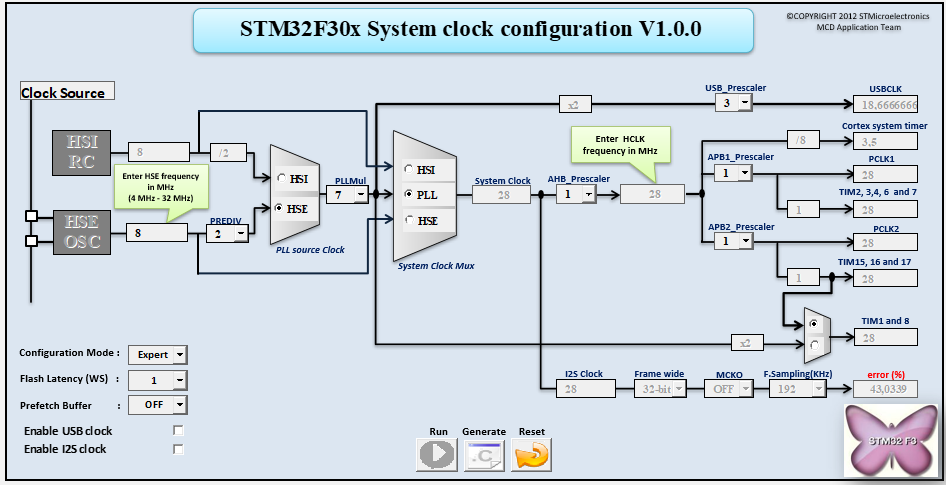 STM32F30x System clock configuration V1.0.0
©COPYRIGHT 2012 STMicroelectronics
MCD Application Team
Clock Source
HSI
RC
8
/2
Enter HSE frequency
in MHz
(4 MHz - 32 MHz)
HSE
OSC
8
PREDIV
2
HSI
HSE
PLL source Clock
PLLMul
7
HSI
PLL
HSE
System Clock Mux
System Clock
28
AHB_Prescaler
1
Enter HCLK
frequency in MHz
28
x2
USB_Prescaler
3
USBCLK
18,6666666
/8
Cortex system timer
3,5
APB1_Prescaler
1
PCLK1
28
TIM2, 3,4, 6 and 7
1
28
APB2_Prescaler
1
PCLK2
28
TIM15, 16 and 17
1
28
TIM1 and 8
x2
28
I2S Clock
28
Frame wide
32-bit
MCKO
OFF
F.Sampling(KHz)
192
error (%)
43,0339
Configuration Mode :
Expert
Flash Latency (WS) :
1
Prefetch Buffer :
OFF
Enable USB clock
Enable I2S clock
Run
Generate
.C
Reset
STM32 F3